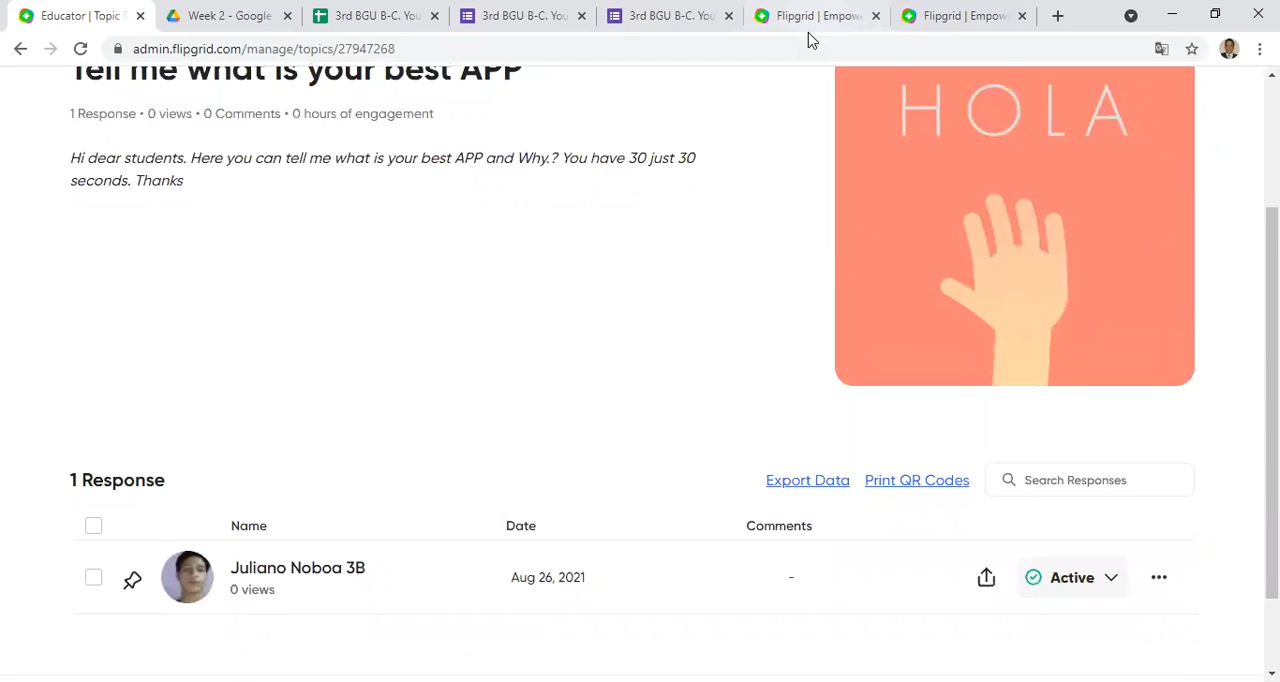 Educator | Topic
Week 2 - Google
3rd BGU B-C. You
3rd BGU B-C. You
3rd BGU B-C. You
Flipgrid | Empow
Flipgrid | Empow
admin.flipgrid.com/manage/topics/27947268
Tell me what is your best APP
1 Response • 0 views • 0 Comments • 0 hours of engagement
Hi dear students. Here you can tell me what is your best APP and Why.? You have 30 just 30
seconds. Thanks
HOLA
1 Response
Export Data
Print QR Codes
Search Responses
Name
Date
Comments
Juliano Noboa 3B
0 views
Aug 26, 2021
-
Active